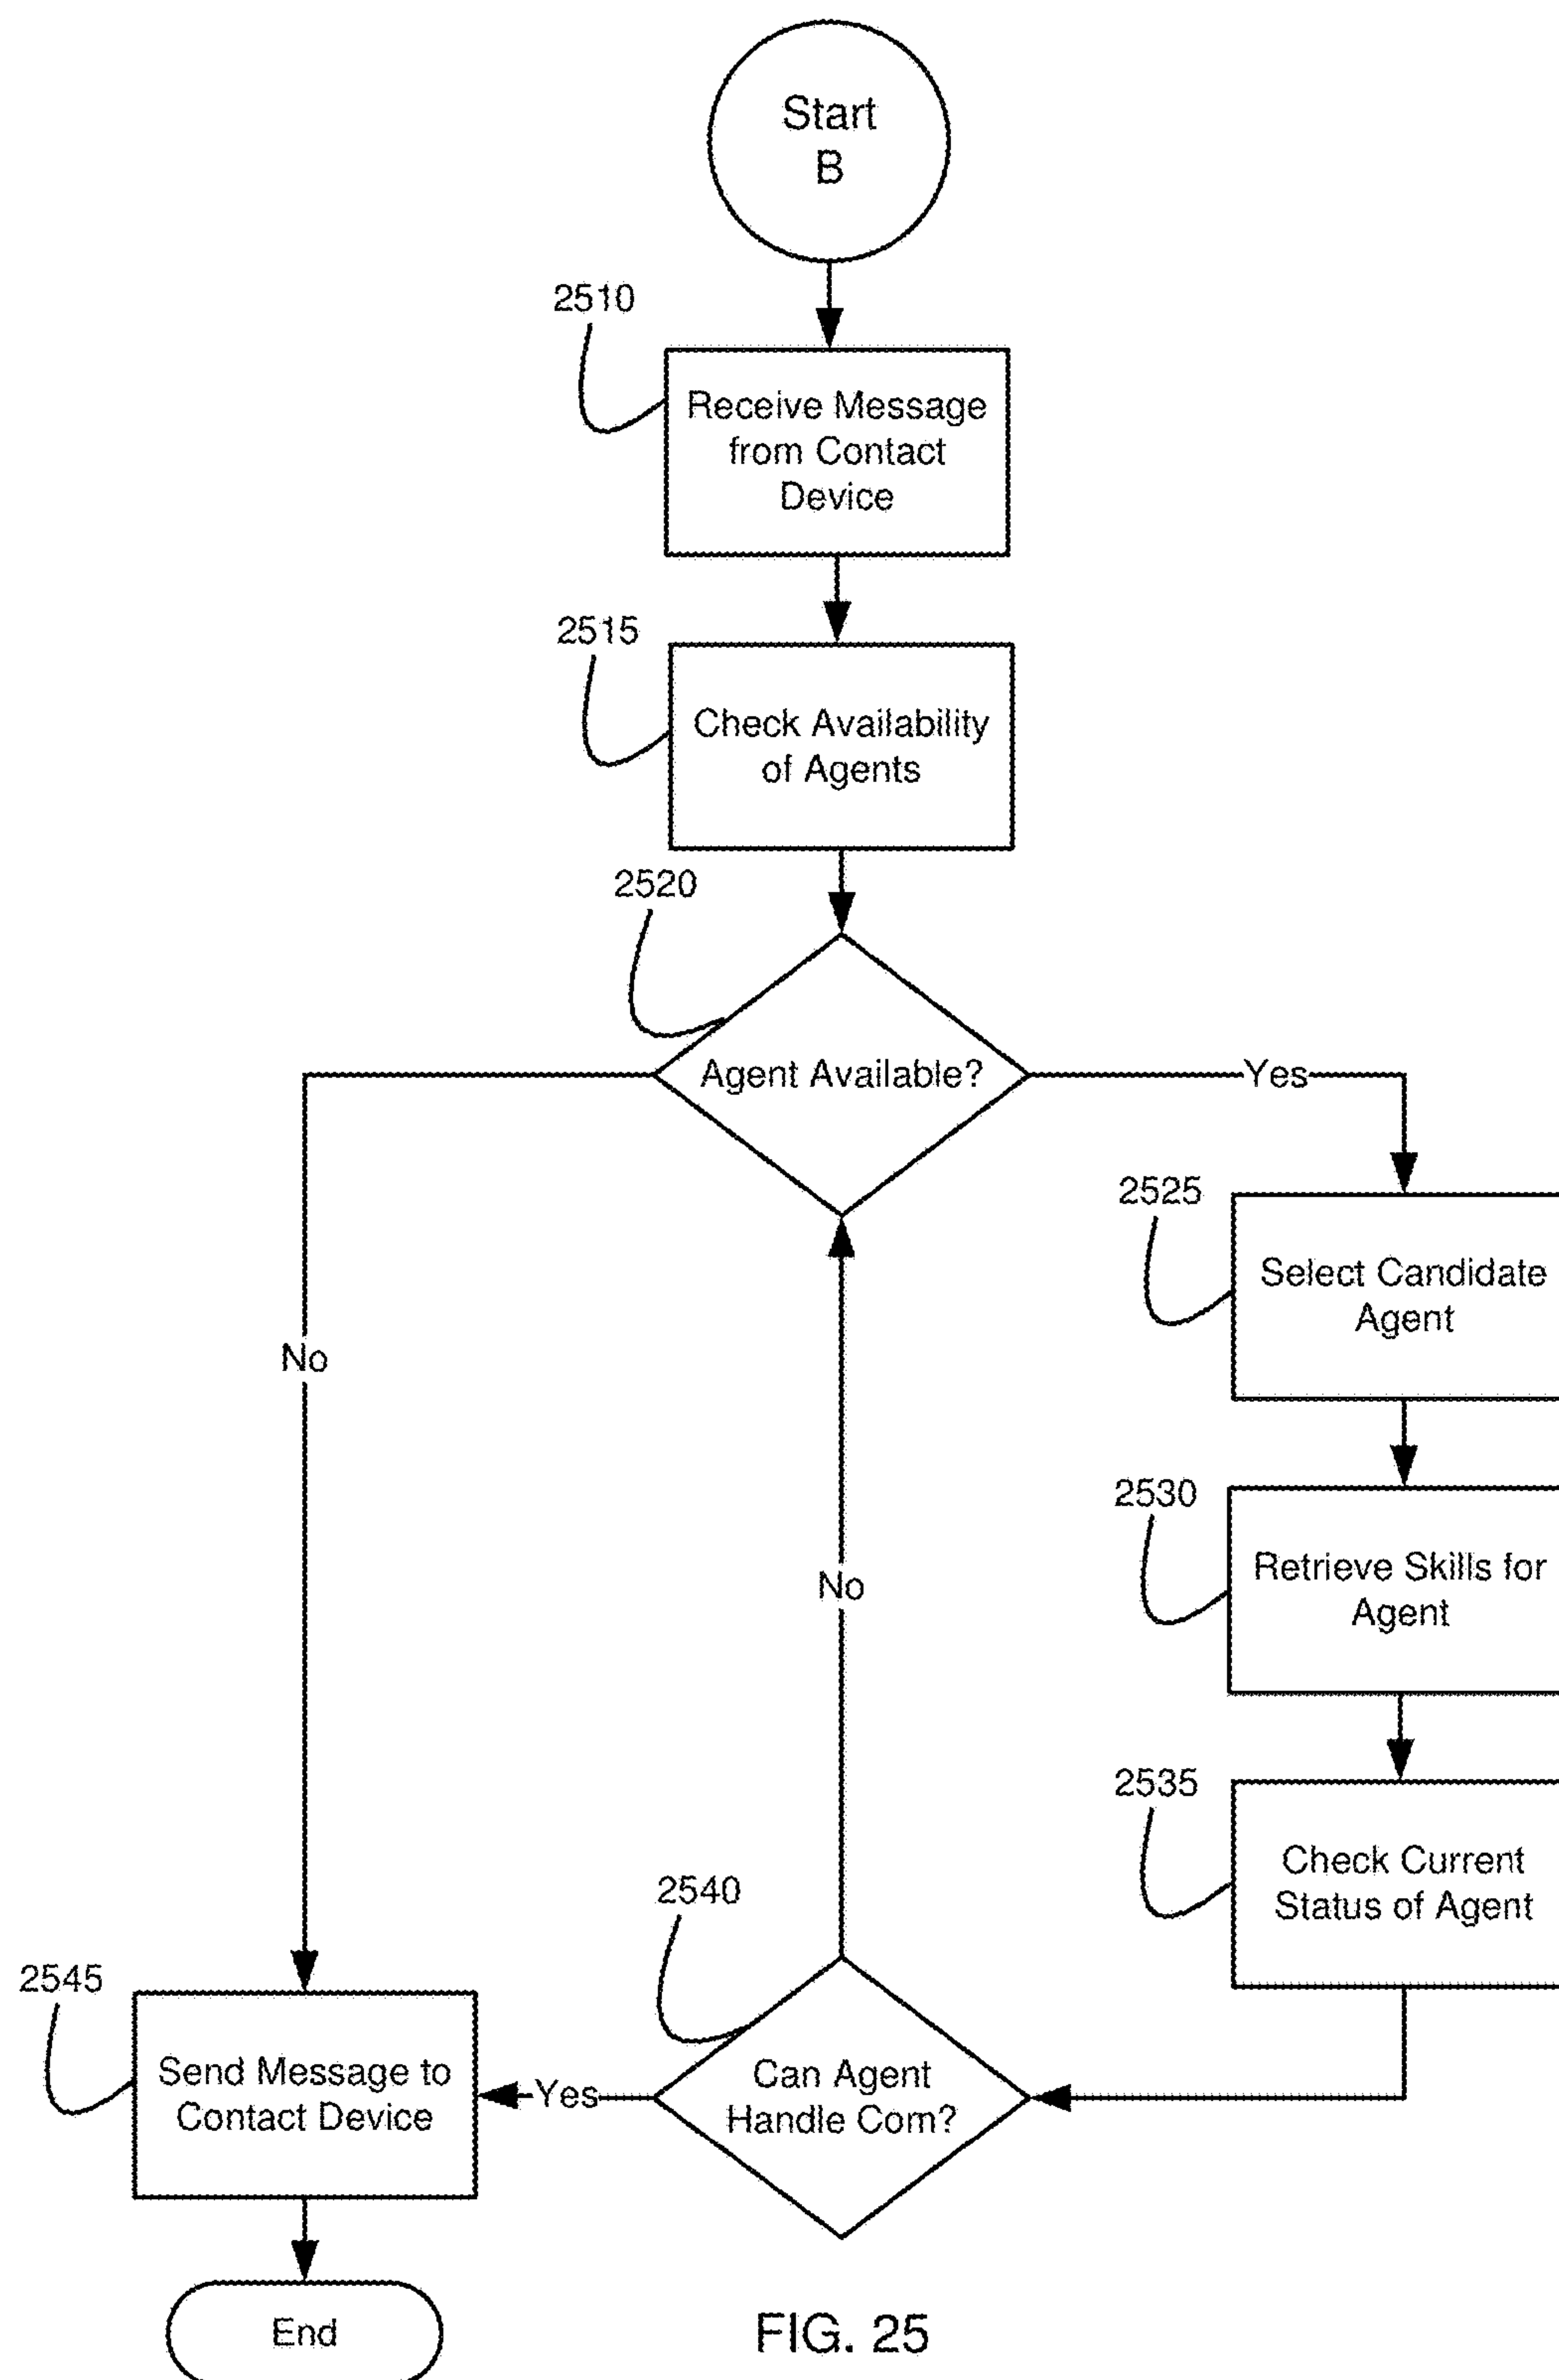 Start
B
2510
Receive Message
from Contact
Device
2515
Check Availability
of Agents
2520
Agent Available?
Yes
2525
Select Candidate
Agent
No
2530
Retrieve Skills for
Agent
No
2535
Check Current
Status of Agent
2540
2545
Can Agent
Handle Com?
Yes
Send Message to
Contact Device
End
FIG. 25